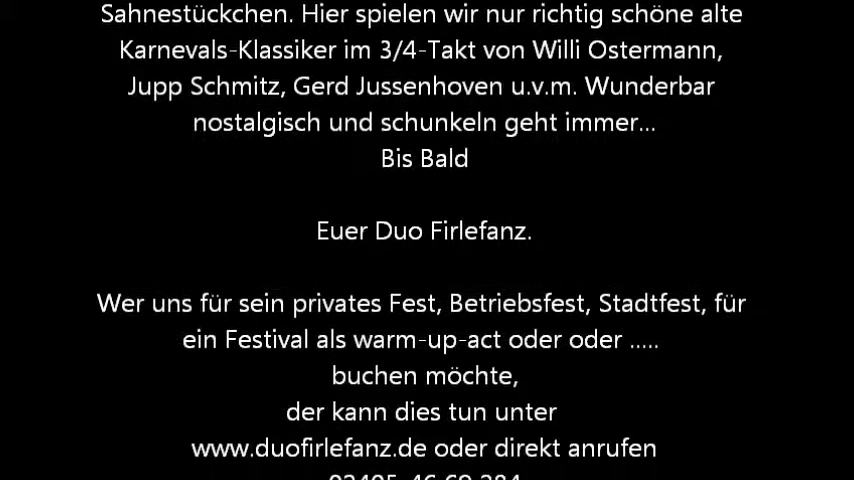 Sahnestückchen. Hier spielen wir nur richtig schöne alte
Karnevals-Klassiker im 3/4-Takt von Willi Ostermann,
Jupp Schmitz, Gerd Jussenhoven u.v.m. Wunderbar
nostalgisch und schunkeln geht immer...
Bis Bald
Euer Duo Firlefanz.
Wer uns für sein privates Fest, Betriebsfest, Stadtfest, für
ein Festival als warm-up-act oder oder .....
buchen möchte,
der kann dies tun unter
www.duofirlefanz.de oder direkt anrufen